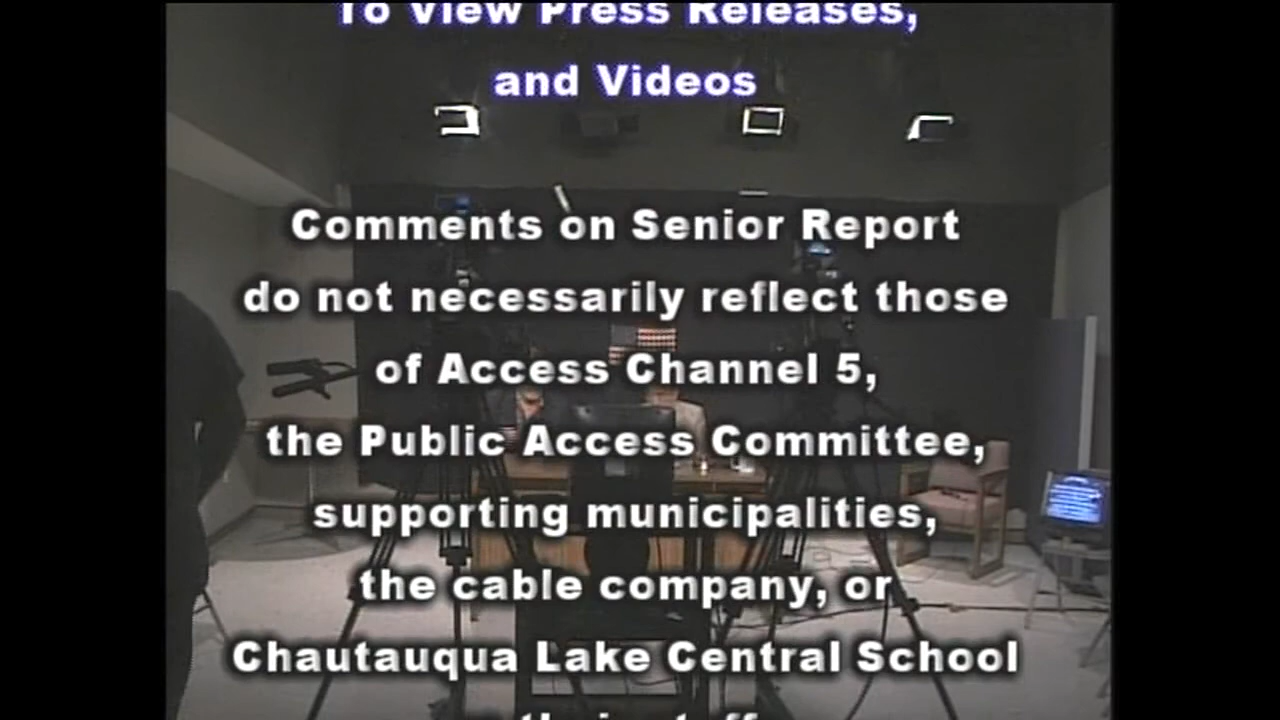 To View Press Releases,
and Videos
Comments on Senior Report
do not necessarily reflect those
of Access Channel 5,
the Public Access Committee,
supporting municipalities,
the cable company, or
Chautauqua Lake Central School